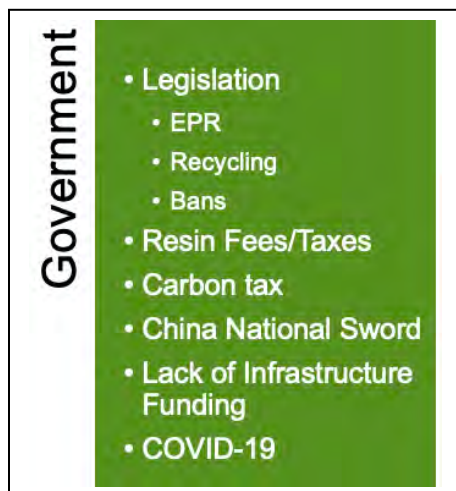 Government
• Legislation
• EPR
• Recycling
• Bans
• Resin Fees/Taxes
• Carbon tax
• China National Sword
• Lack of Infrastructure
Funding
• COVID-19